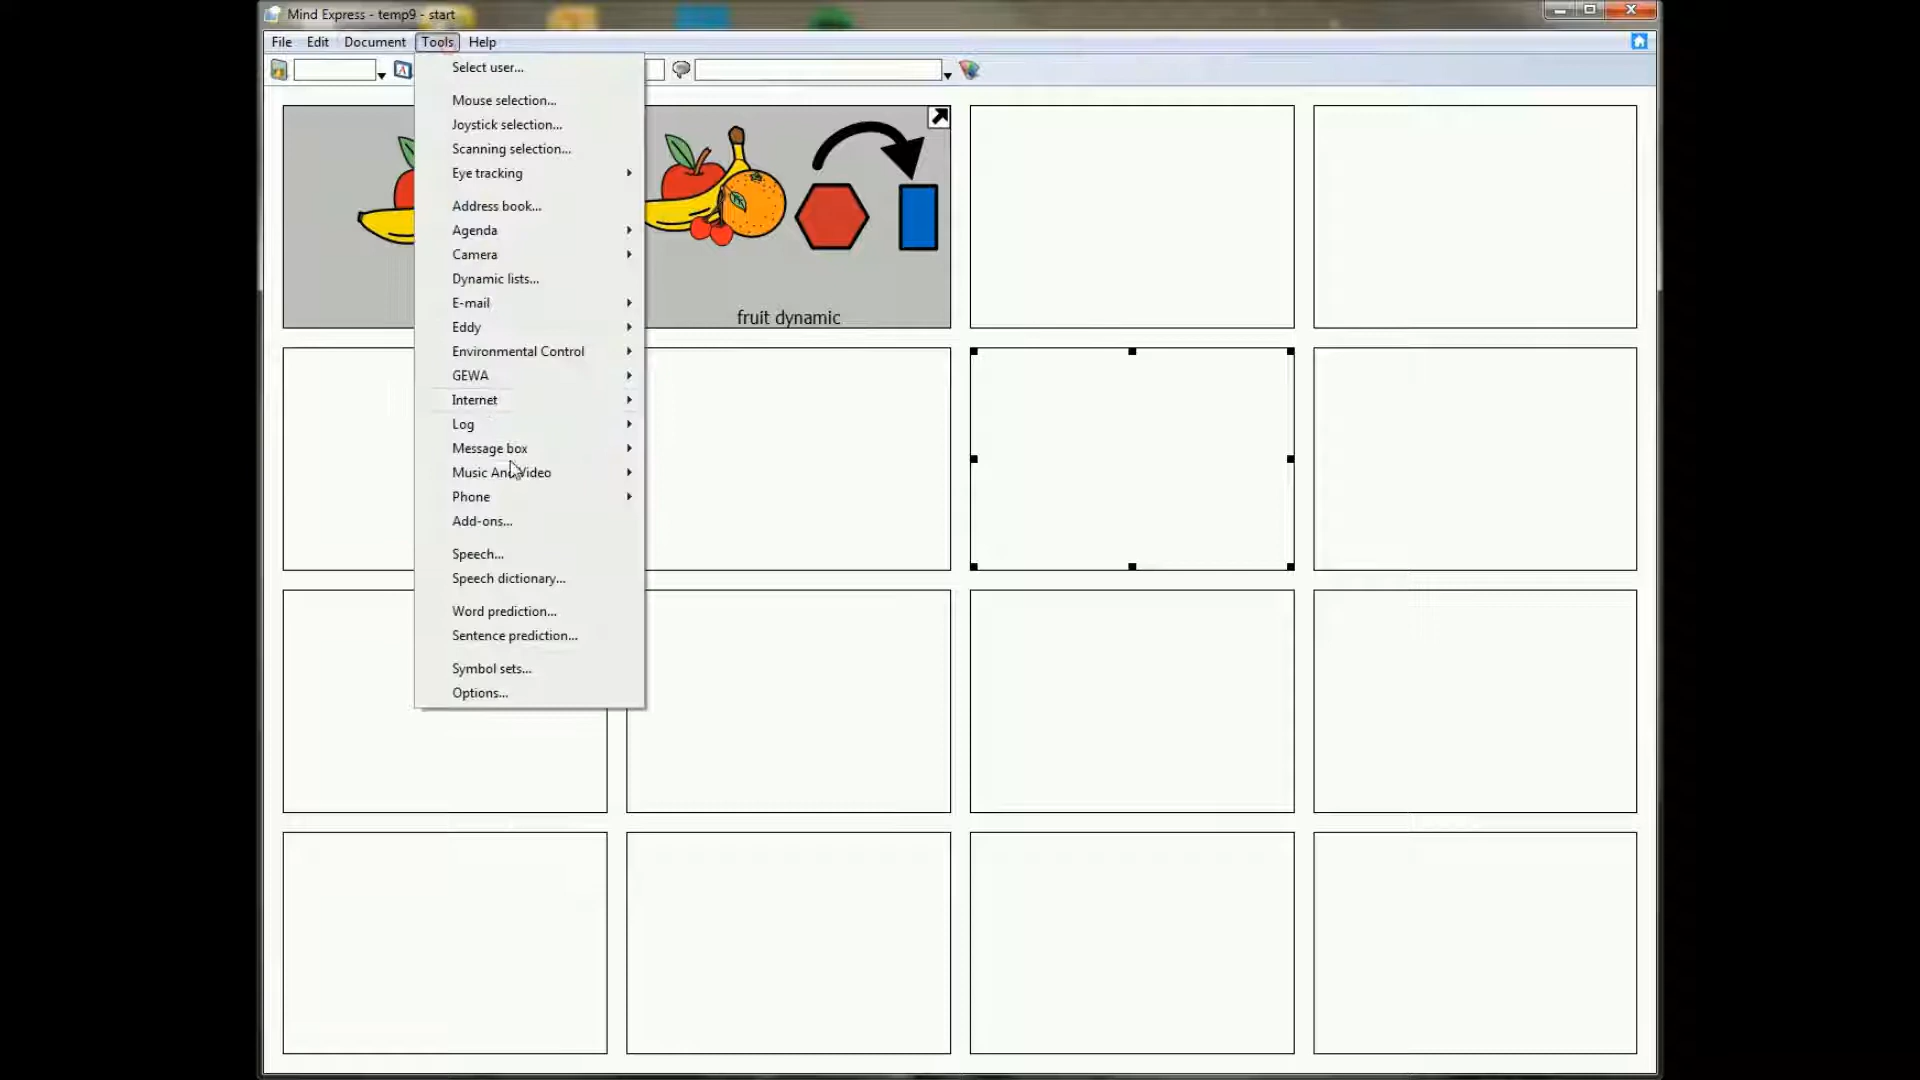 Mind Express - temp9 - start
File Edit Document Tools Help
Select user...
Mouse selection...
Joystick selection...
Scanning selection...
Eye tracking
Address book...
Agenda
Camera
Dynamic lists...
E-mail
Eddy
Environmental Control
GEWA
Internet
Log
Message box
Music And Video
Phone
Add-ons...
Speech...
Speech dictionary...
Word prediction...
Sentence prediction...
Symbol sets...
Options...
fruit dynamic